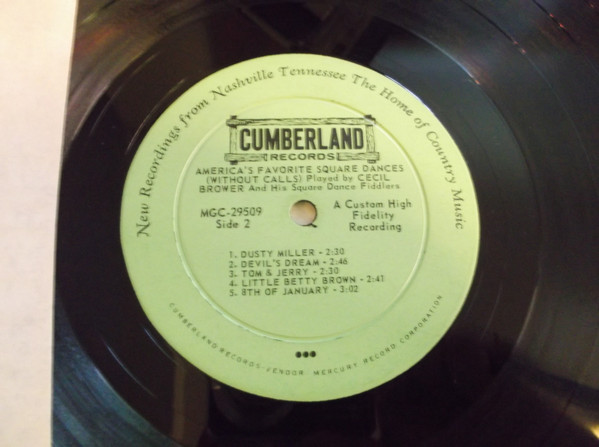 New Recordings from Nashville Tennessee The Home of Country Music
CUMBERLAND
RECORDS
AMERICA'S FAVORITE SQUARE DANCES
(WITHOUT CALLS) Played by CECIL
BROWER And His Square Dance Fiddlers
MGC-29509
Side 2
A Custom High
Fidelity
Recording
1. DUSTY MILLER - 2:30
2. DEVIL'S DREAM - 2:46
3. TOM & JERRY - 2:30
4. LITTLE BETTY BROWN - 2:41
5. 8TH OF JANUARY - 3:02
CUMBERLAND RECORDS-VENDOR: MERCURY RECORD CORPORATION